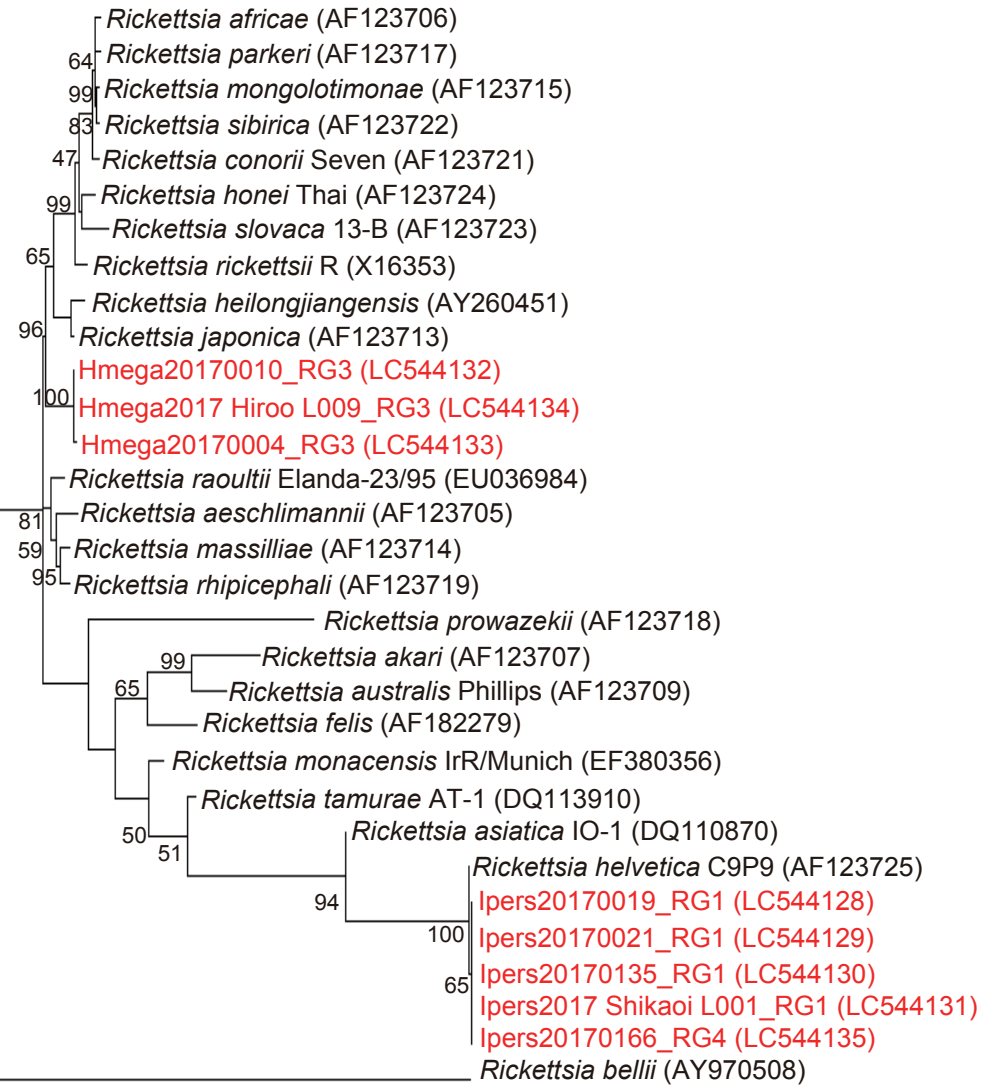 Rickettsia africae (AF123706)
Rickettsia parkeri (AF123717)
64
Rickettsia mongolotimonae (AF123715)
99
Rickettsia sibirica (AF123722)
83
Rickettsia conorii Seven (AF123721)
47
Rickettsia honei Thai (AF123724)
99
Rickettsia slovaca 13-B (AF123723)
65
Rickettsia rickettsii R (X16353)
Rickettsia heilongjiangensis (AY260451)
96
Rickettsia japonica (AF123713)
Hmega20170010_RG3 (LC544132)
100
Hmega2017 Hiroo L009_RG3 (LC544134)
Hmega20170004_RG3 (LC544133)
Rickettsia raoultii Elanda-23/95 (EU036984)
81
Rickettsia aeschlimannii (AF123705)
59
Rickettsia massilliae (AF123714)
95
Rickettsia rhipicephali (AF123719)
Rickettsia prowazekii (AF123718)
99
Rickettsia akari (AF123707)
65
Rickettsia australis Phillips (AF123709)
Rickettsia felis (AF182279)
Rickettsia monacensis IrR/Munich (EF380356)
Rickettsia tamurae AT-1 (DQ113910)
50
Rickettsia asiatica IO-1 (DQ110870)
51
Rickettsia helvetica C9P9 (AF123725)
94
Ipers20170019_RG1 (LC544128)
100
Ipers20170021_RG1 (LC544129)
Ipers20170135_RG1 (LC544130)
65
Ipers2017 Shikaoi L001_RG1 (LC544131)
Ipers20170166_RG4 (LC544135)
Rickettsia bellii (AY970508)